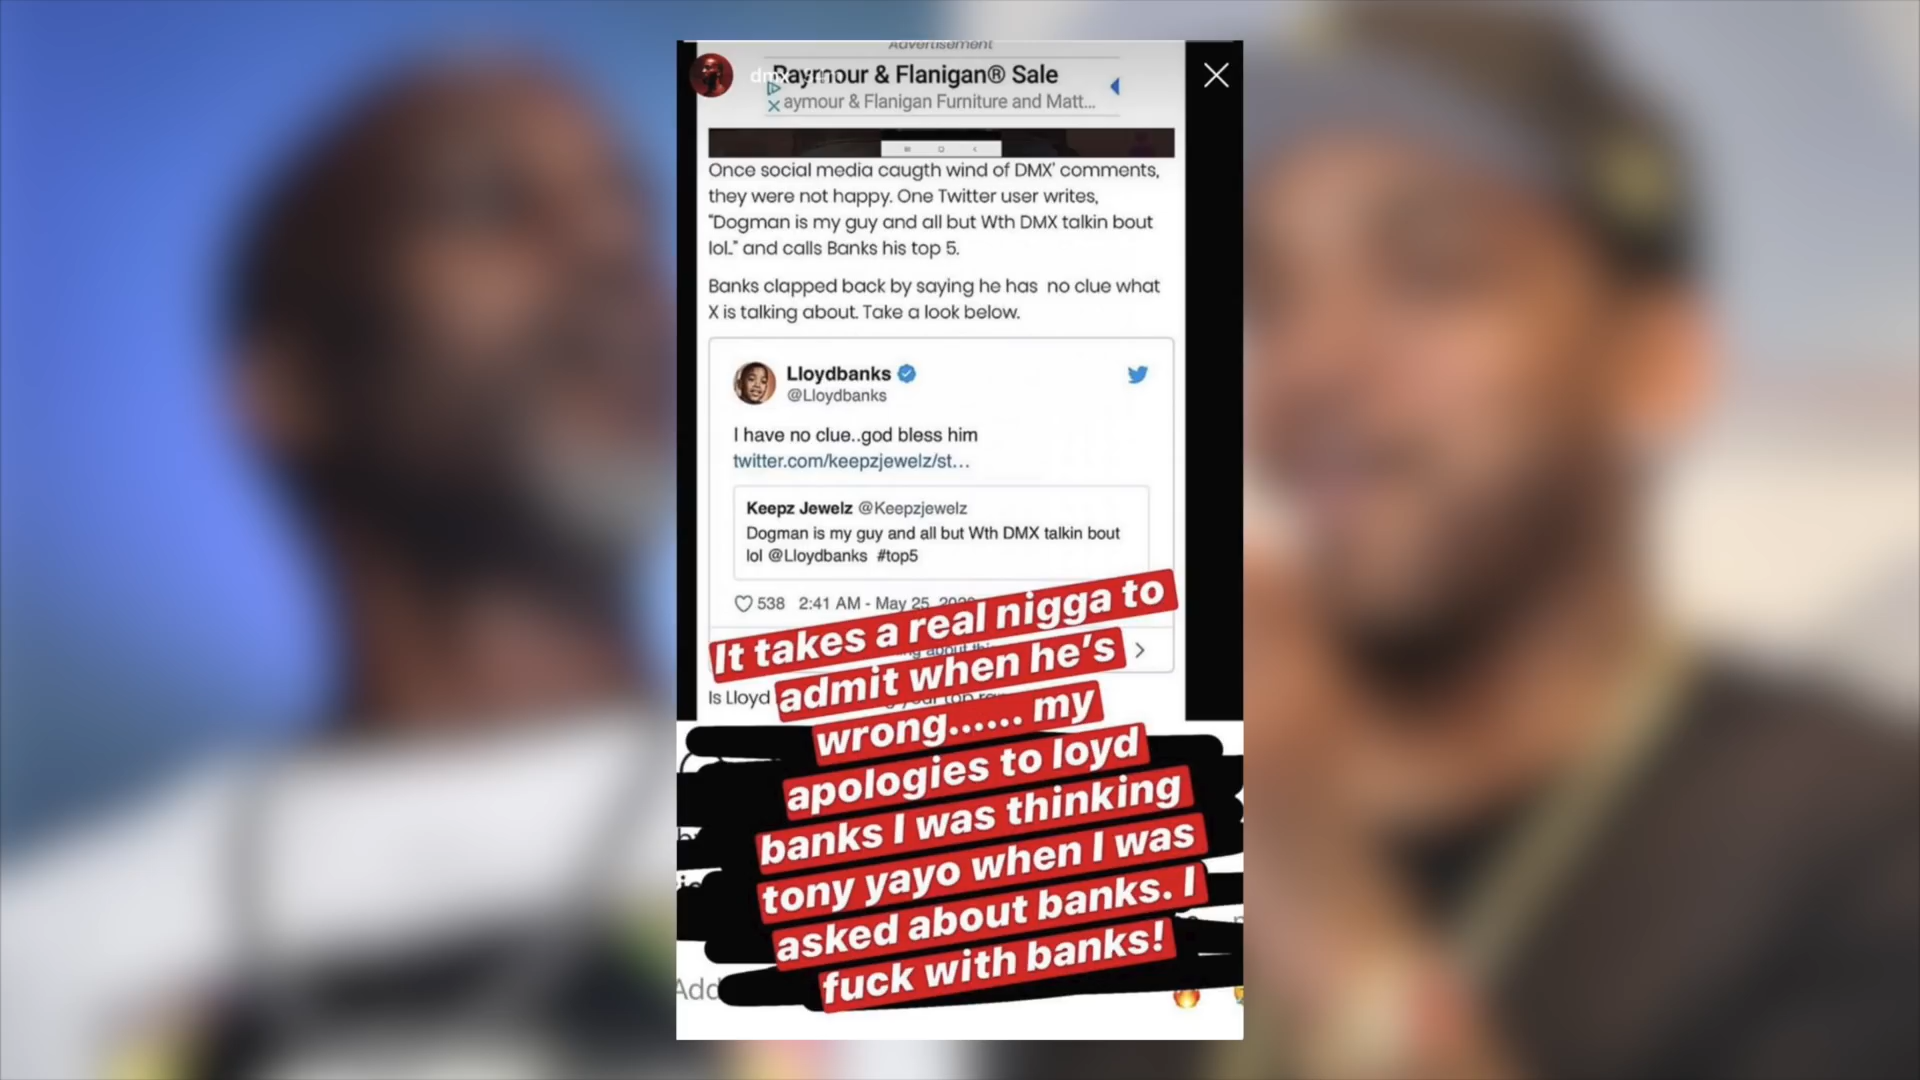 Advertisement
dmx
Raymour & Flanigan® Sale
aymour & Flanigan Furniture and Matt...
Once social media caugth wind of DMX' comments,
they were not happy. One Twitter user writes,
"Dogman is my guy and all but Wth DMX talkin bout
lol." and calls Banks his top 5.
Banks clapped back by saying he has no clue what
X is talking about. Take a look below.
Lloydbanks
@Lloydbanks
I have no clue..god bless him
twitter.com/keepzjewelz/st...
Keepz Jewelz @Keepzjewelz
Dogman is my guy and all but Wth DMX talkin bout
lol @Lloydbanks #top5
538 2:41 AM - May 25,
It takes a real nigga to
admit when he's
wrong...... my
apologies to loyd
banks I was thinking
tony yayo when I was
asked about banks. I
fuck with banks!
Is Lloyd
Add